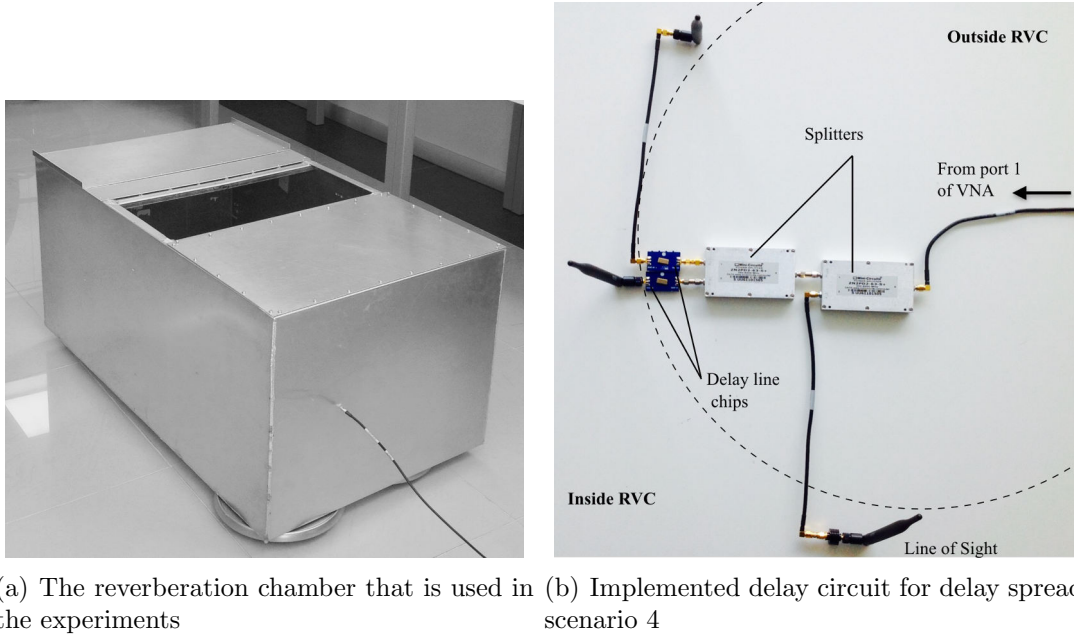 Outside RVC
Splitters
From port 1
of VNA
Delay line
chips
Inside RVC
Line of Sight
(a) The reverberation chamber that is used in
the experiments
(b) Implemented delay circuit for delay spread
scenario 4